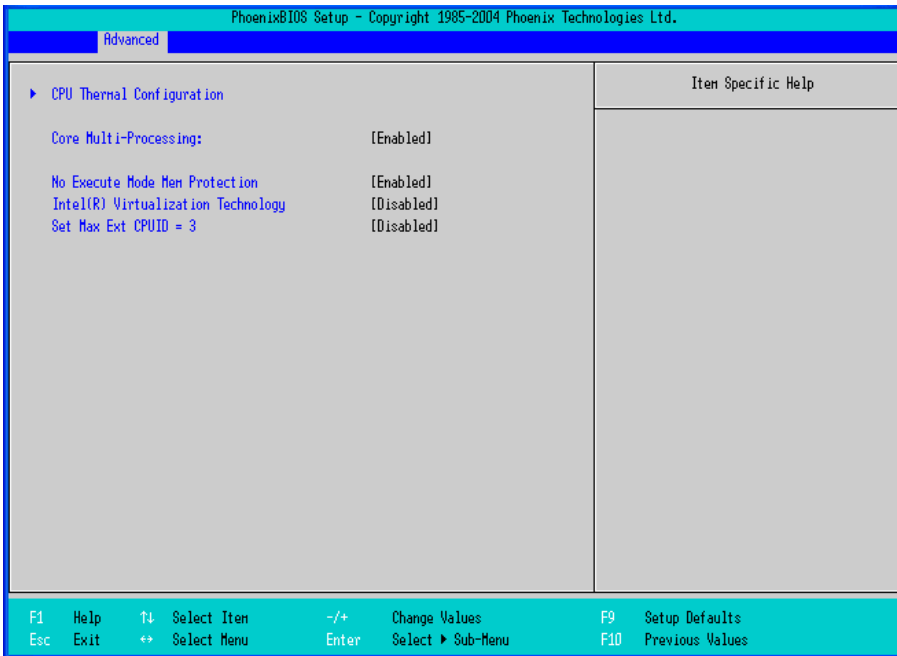 PhoenixBIOS Setup - Copyright 1985-2004 Phoenix Technologies Ltd.
Advanced
Item Specific Help
CPU Thermal Configuration
Core Multi-Processing: [Enabled]
No Execute Mode Mem Protection [Enabled]
Intel(R) Virtualization Technology [Disabled]
Set Max Ext CPUID = 3 [Disabled]
F1 Help ↑↓ Select Item -/+ Change Values F9 Setup Defaults
Esc Exit ↔ Select Menu Enter Select ▶ Sub-Menu F10 Previous Values